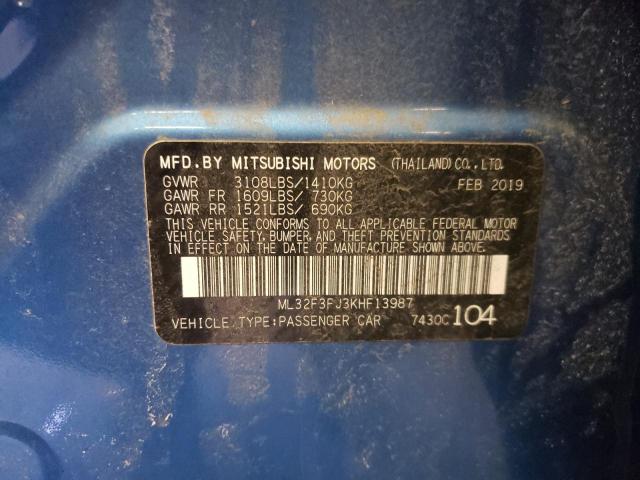 MFD.BY MITSUBISHI MOTORS (THAILAND)CO.,LTD.
GVWR 3108LBS/1410KG FEB 2019
GAWR FR 1609LBS/ 730KG
GAWR RR 1521LBS/ 690KG
THIS VEHICLE CONFORMS TO ALL APPLICABLE FEDERAL MOTOR
VEHICLE SAFETY, BUMPER, AND THEFT PREVENTION STANDARDS
IN EFFECT ON THE DATE OF MANUFACTURE SHOWN ABOVE.
ML32F3FJ3KHF13987
VEHICLE TYPE:PASSENGER CAR 7430C 104